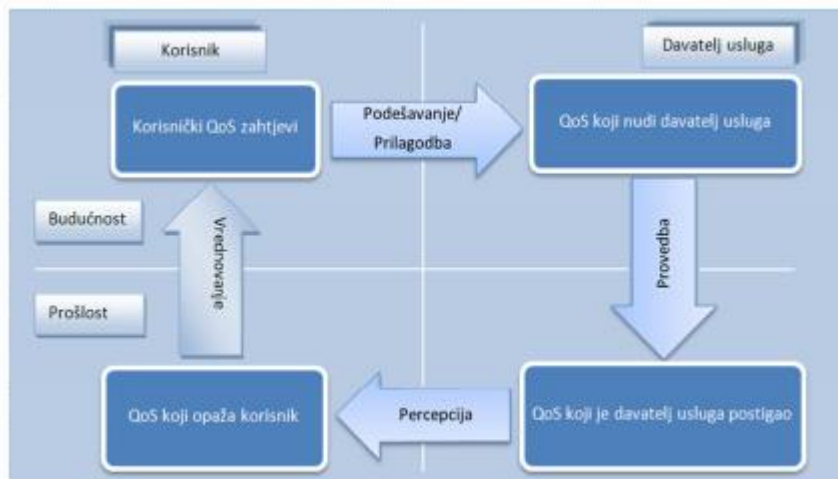 Korisnik
Davatelj usluga
Korisnički QoS zahtjevi
Podešavanje/
Prilagodba
QoS koji nudi davatelj usluga
Budućnost
Vrednovanje
Provedba
Prošlost
QoS koji opaža korisnik
Percepcija
QoS koji je davatelj usluga postigao